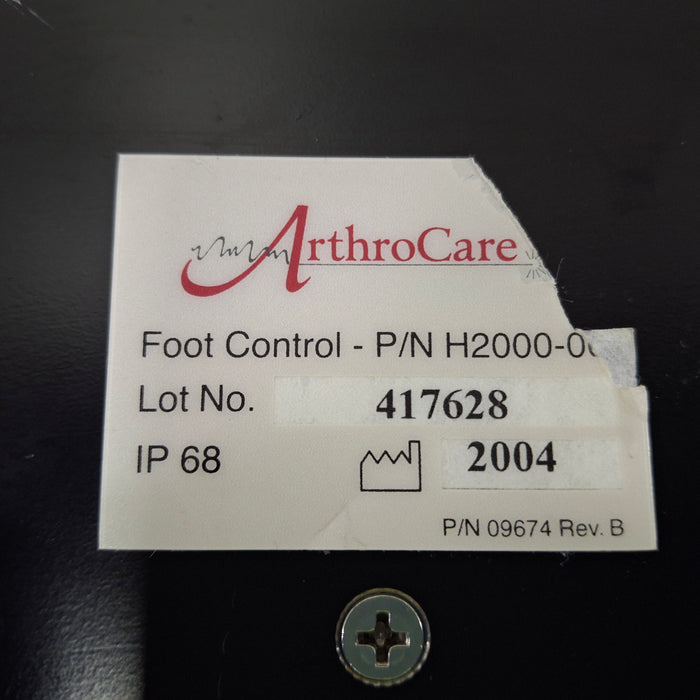 ArthroCare
Foot Control - P/N H2000-0
Lot No. 417628
IP 68 2004
P/N 09674 Rev. B